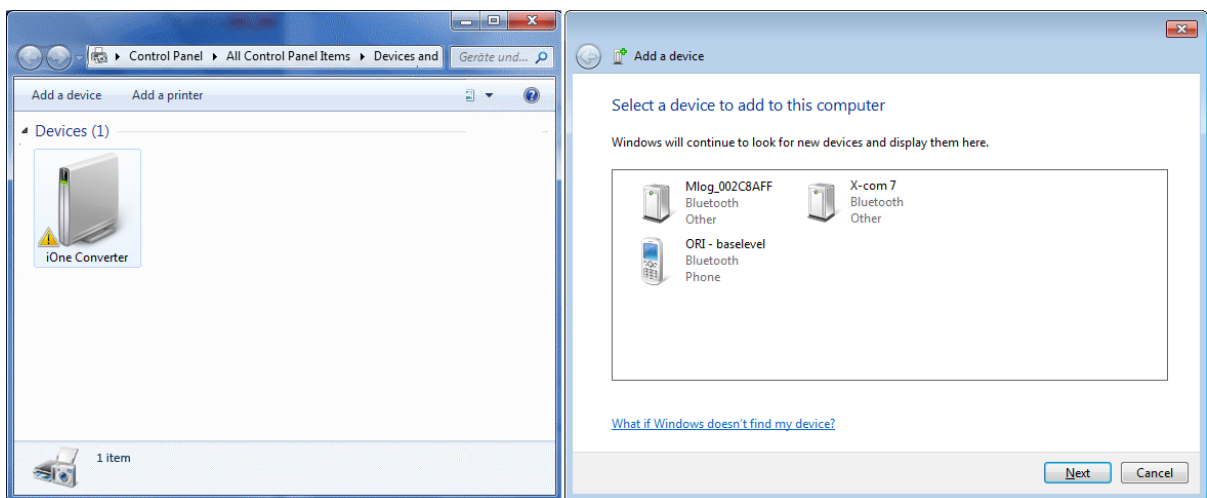 Control Panel ▸ All Control Panel Items ▸ Devices and
Geräte und...
Add a device Add a printer
Devices (1)
iOne Converter
1 item
Add a device
Select a device to add to this computer
Windows will continue to look for new devices and display them here.
Mlog_002C8AFF
Bluetooth
Other
X-com 7
Bluetooth
Other
ORI - baselevel
Bluetooth
Phone
What if Windows doesn't find my device?
Next Cancel